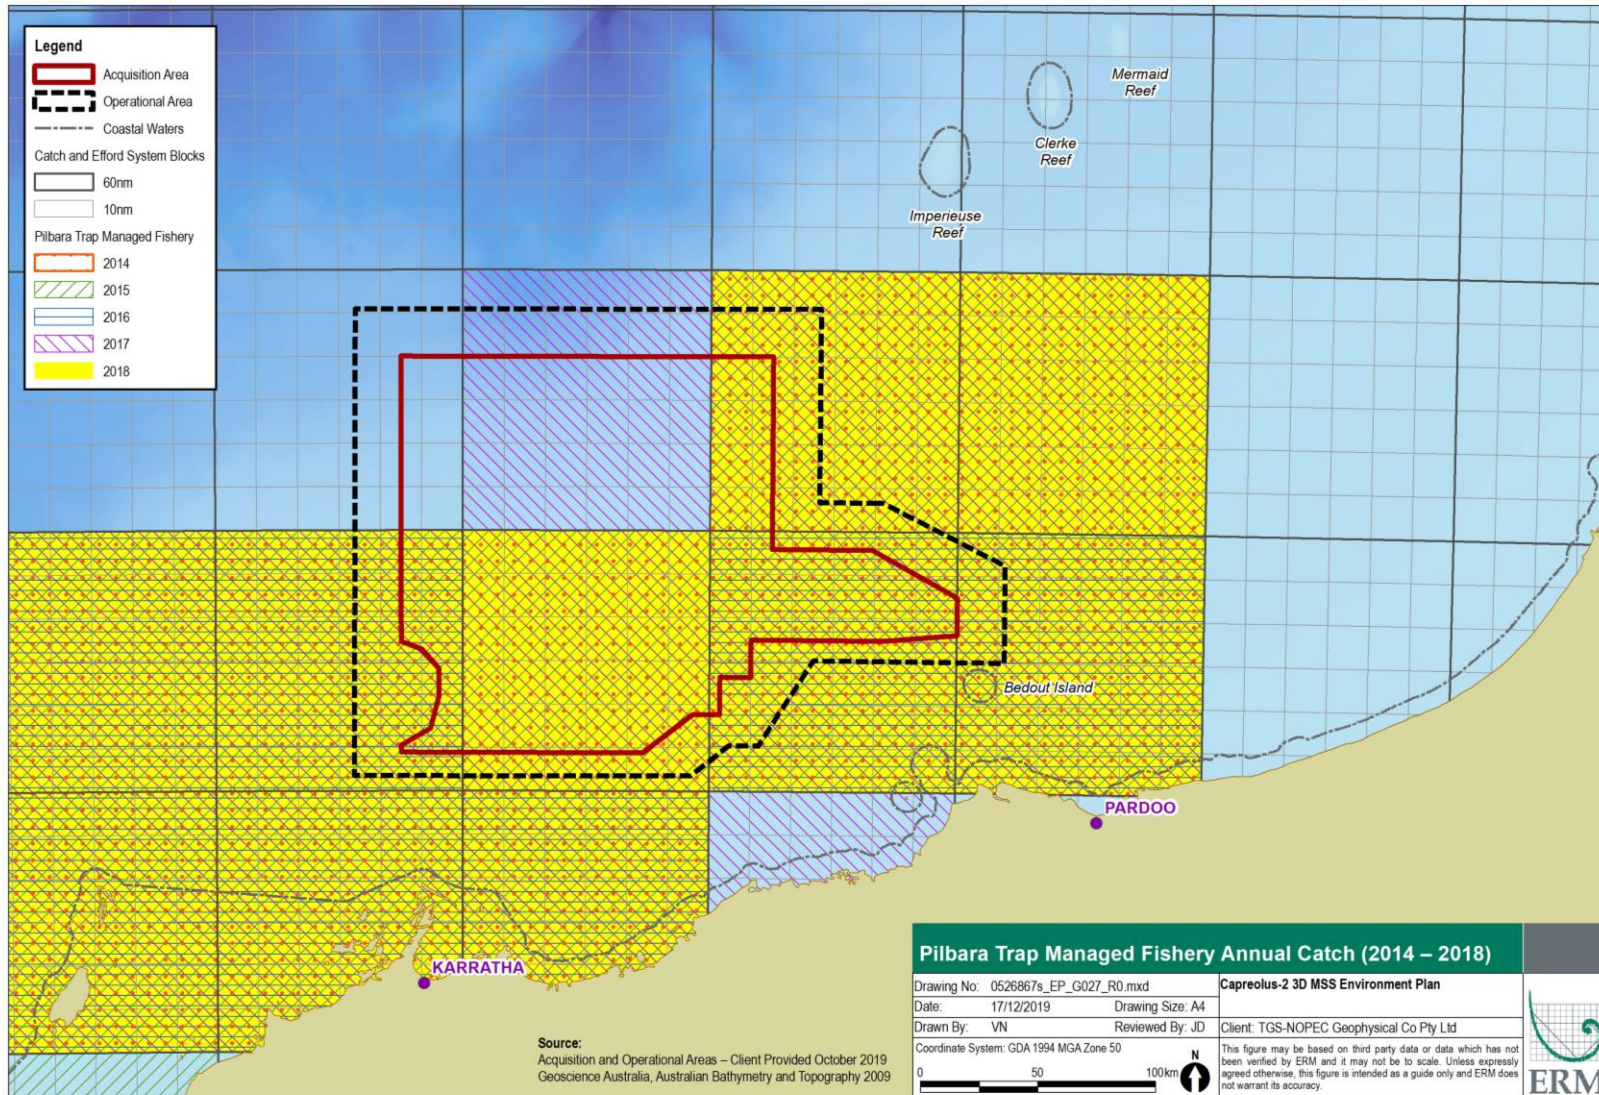 Legend
Acquisition Area
Operational Area
Coastal Waters
Catch and Efford System Blocks
60nm
10nm
Pilbara Trap Managed Fishery
2014
2015
2016
2017
2018
Mermaid
Reef
Clerke
Reef
Imperieuse
Reef
Bedout Island
PARDOO
KARRATHA
Source:
Acquisition and Operational Areas – Client Provided October 2019
Geoscience Australia, Australian Bathymetry and Topography 2009
Pilbara Trap Managed Fishery Annual Catch (2014 – 2018)
Drawing No: 0526867s_EP_G027_R0.mxd
Capreolus-2 3D MSS Environment Plan
Date: 17/12/2019 Drawing Size: A4
Drawn By: VN Reviewed By: JD
Client: TGS-NOPEC Geophysical Co Pty Ltd
Coordinate System: GDA 1994 MGA Zone 50
0 50 100km
N
This figure may be based on third party data or data which has not
been verified by ERM and it may not be to scale. Unless expressly
agreed otherwise, this figure is intended as a guide only and ERM does
not warrant its accuracy.
ERM